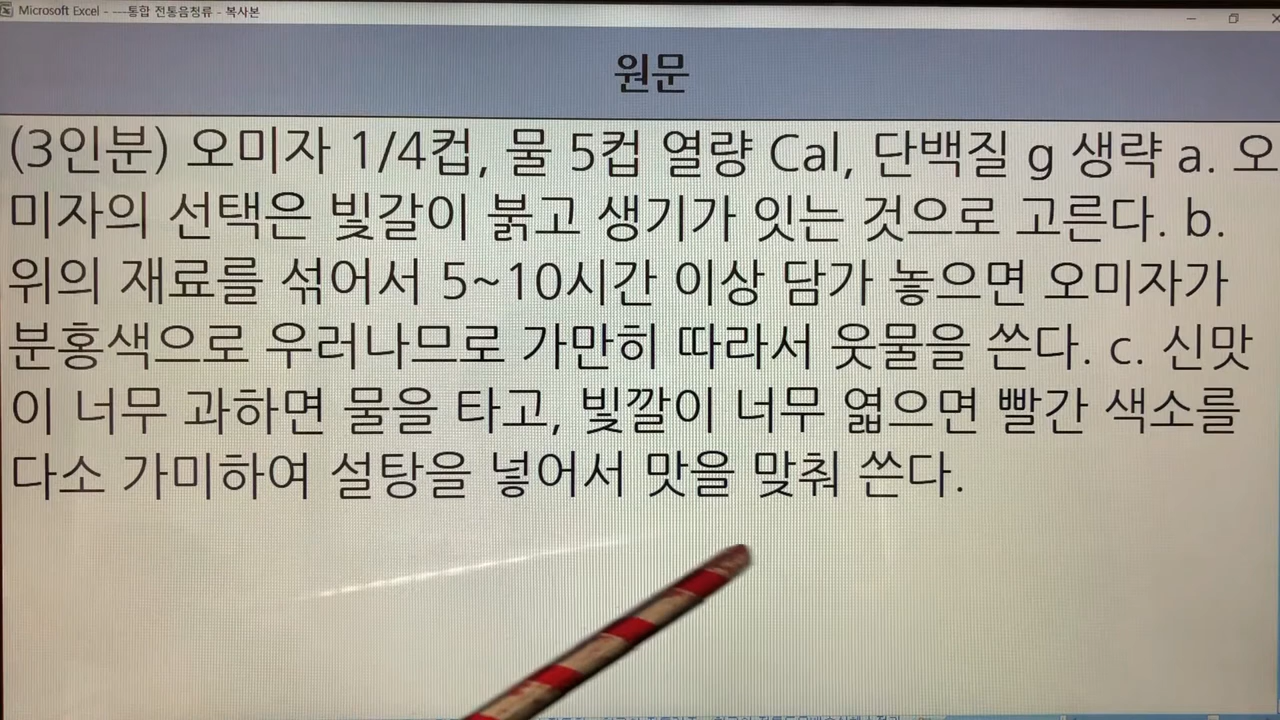 Microsoft Excel - ---통합 전통음청류 - 복사본
원문
(3인분) 오미자 1/4컵, 물 5컵 열량 Cal, 단백질 g 생략 a. 오
미자의 선택은 빛갈이 붉고 생기가 잇는 것으로 고른다. b.
위의 재료를 섞어서 5~10시간 이상 담가 놓으면 오미자가
분홍색으로 우러나므로 가만히 따라서 웃물을 쓴다. c. 신맛
이 너무 과하면 물을 타고, 빛깔이 너무 엷으면 빨간 색소를
다소 가미하여 설탕을 넣어서 맛을 맞춰 쓴다.